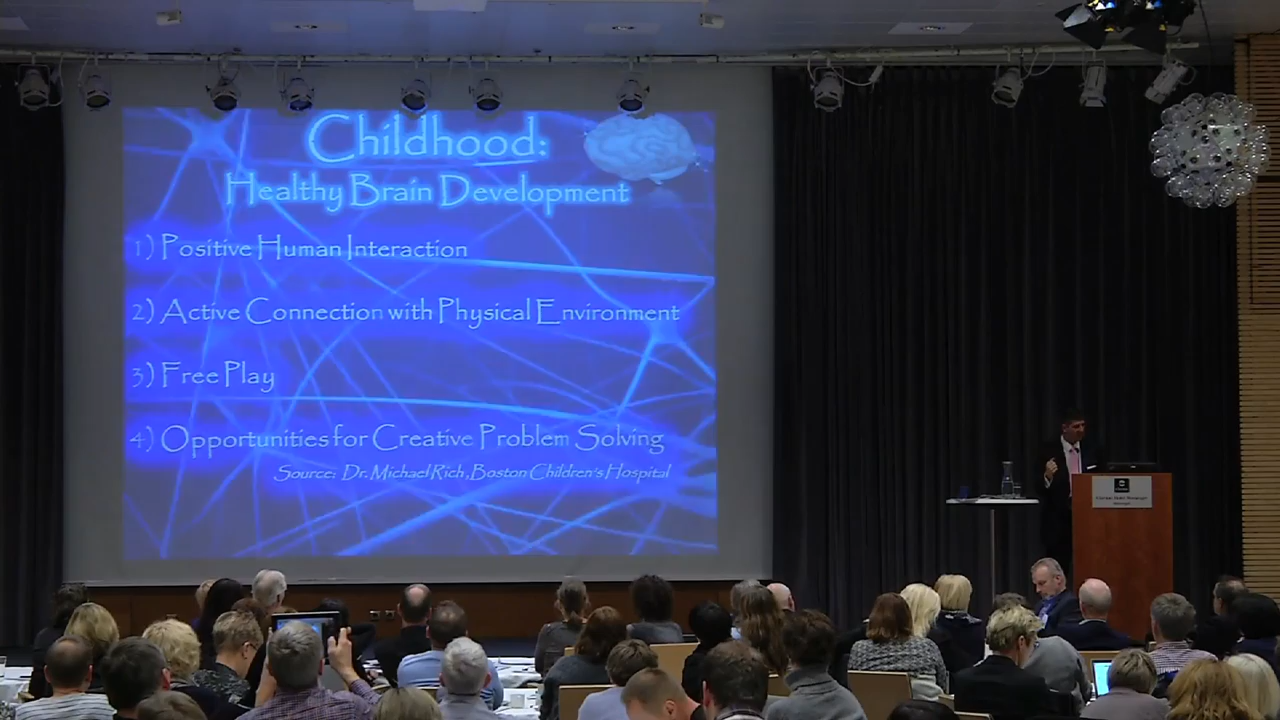 Childhood:
Healthy Brain Development
1) Positive Human Interaction
2) Active Connection with Physical Environment
3) Free Play
4) Opportunities for Creative Problem Solving
Source: Dr. Michael Rich, Boston Children's Hospital